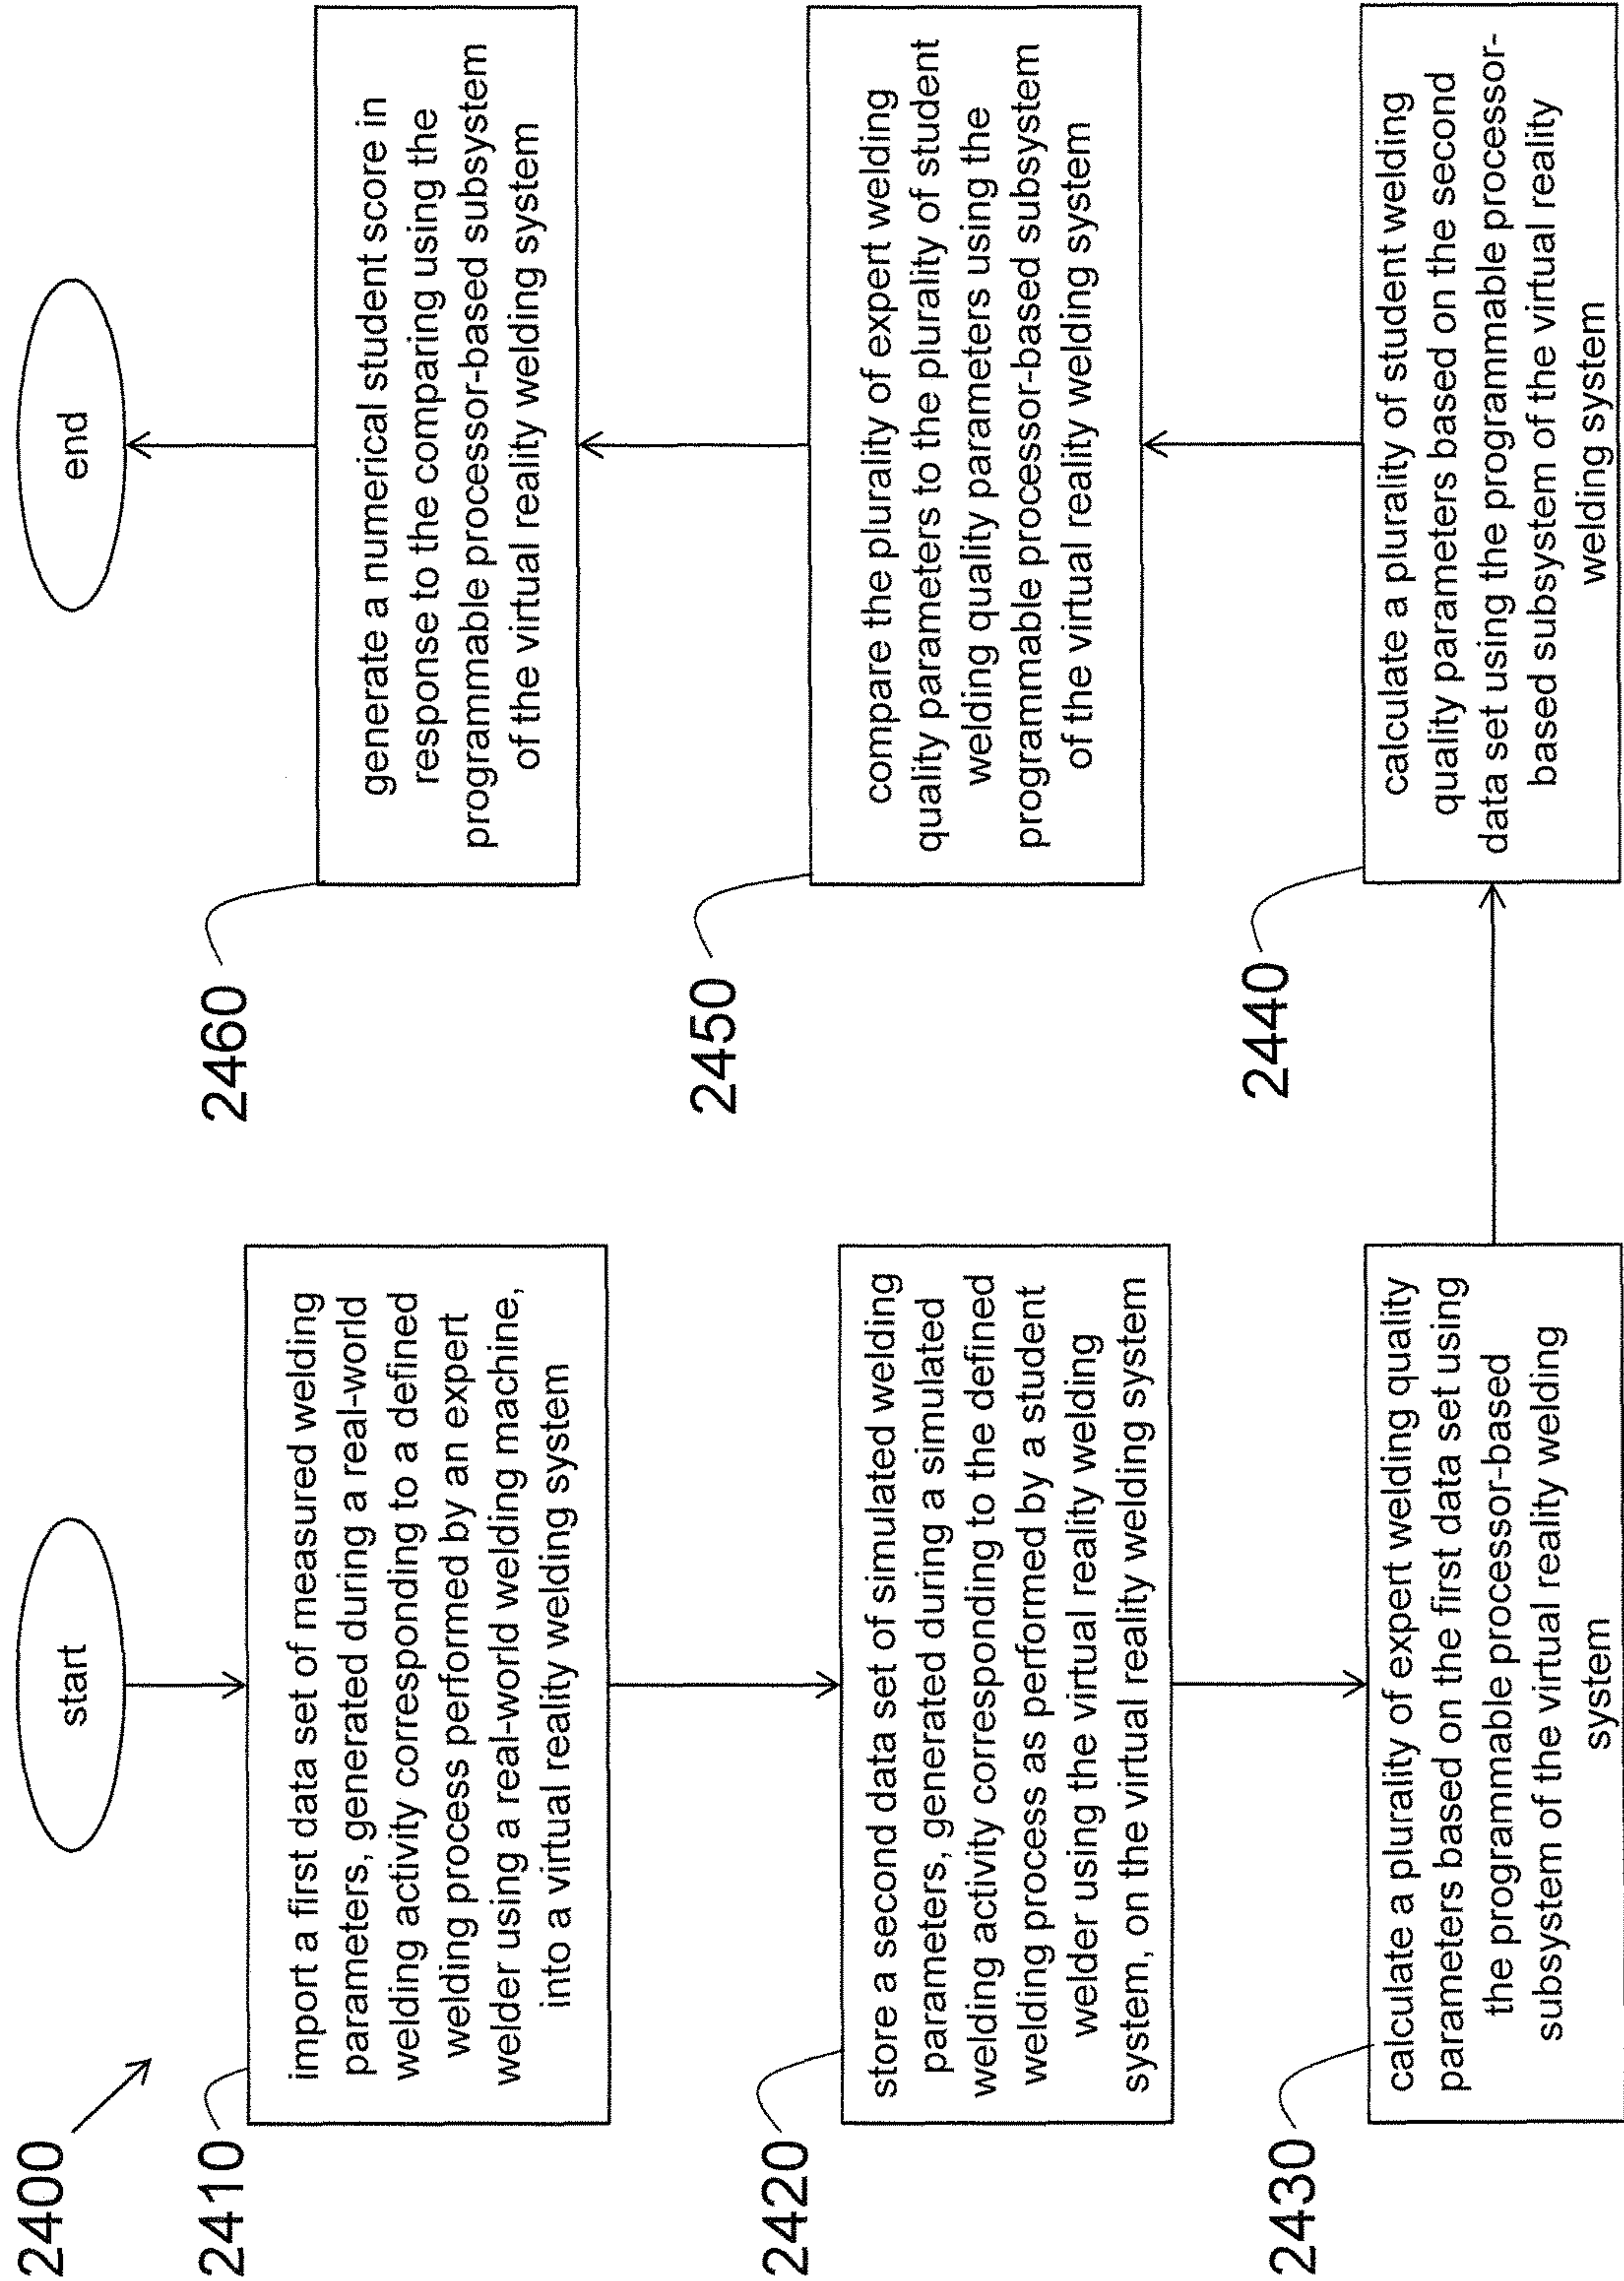 2400
start
2410
import a first data set of measured welding
parameters, generated during a real-world
welding activity corresponding to a defined
welding process performed by an expert
welder using a real-world welding machine,
into a virtual reality welding system
2420
store a second data set of simulated welding
parameters, generated during a simulated
welding activity corresponding to the defined
welding process as performed by a student
welder using the virtual reality welding
system, on the virtual reality welding system
2430
calculate a plurality of expert welding quality
parameters based on the first data set using
the programmable processor-based
subsystem of the virtual reality welding
system
2440
calculate a plurality of student welding
quality parameters based on the second
data set using the programmable processor-
based subsystem of the virtual reality
welding system
2450
compare the plurality of expert welding
quality parameters to the plurality of student
welding quality parameters using the
programmable processor-based subsystem
of the virtual reality welding system
2460
generate a numerical student score in
response to the comparing using the
programmable processor-based subsystem
of the virtual reality welding system
end